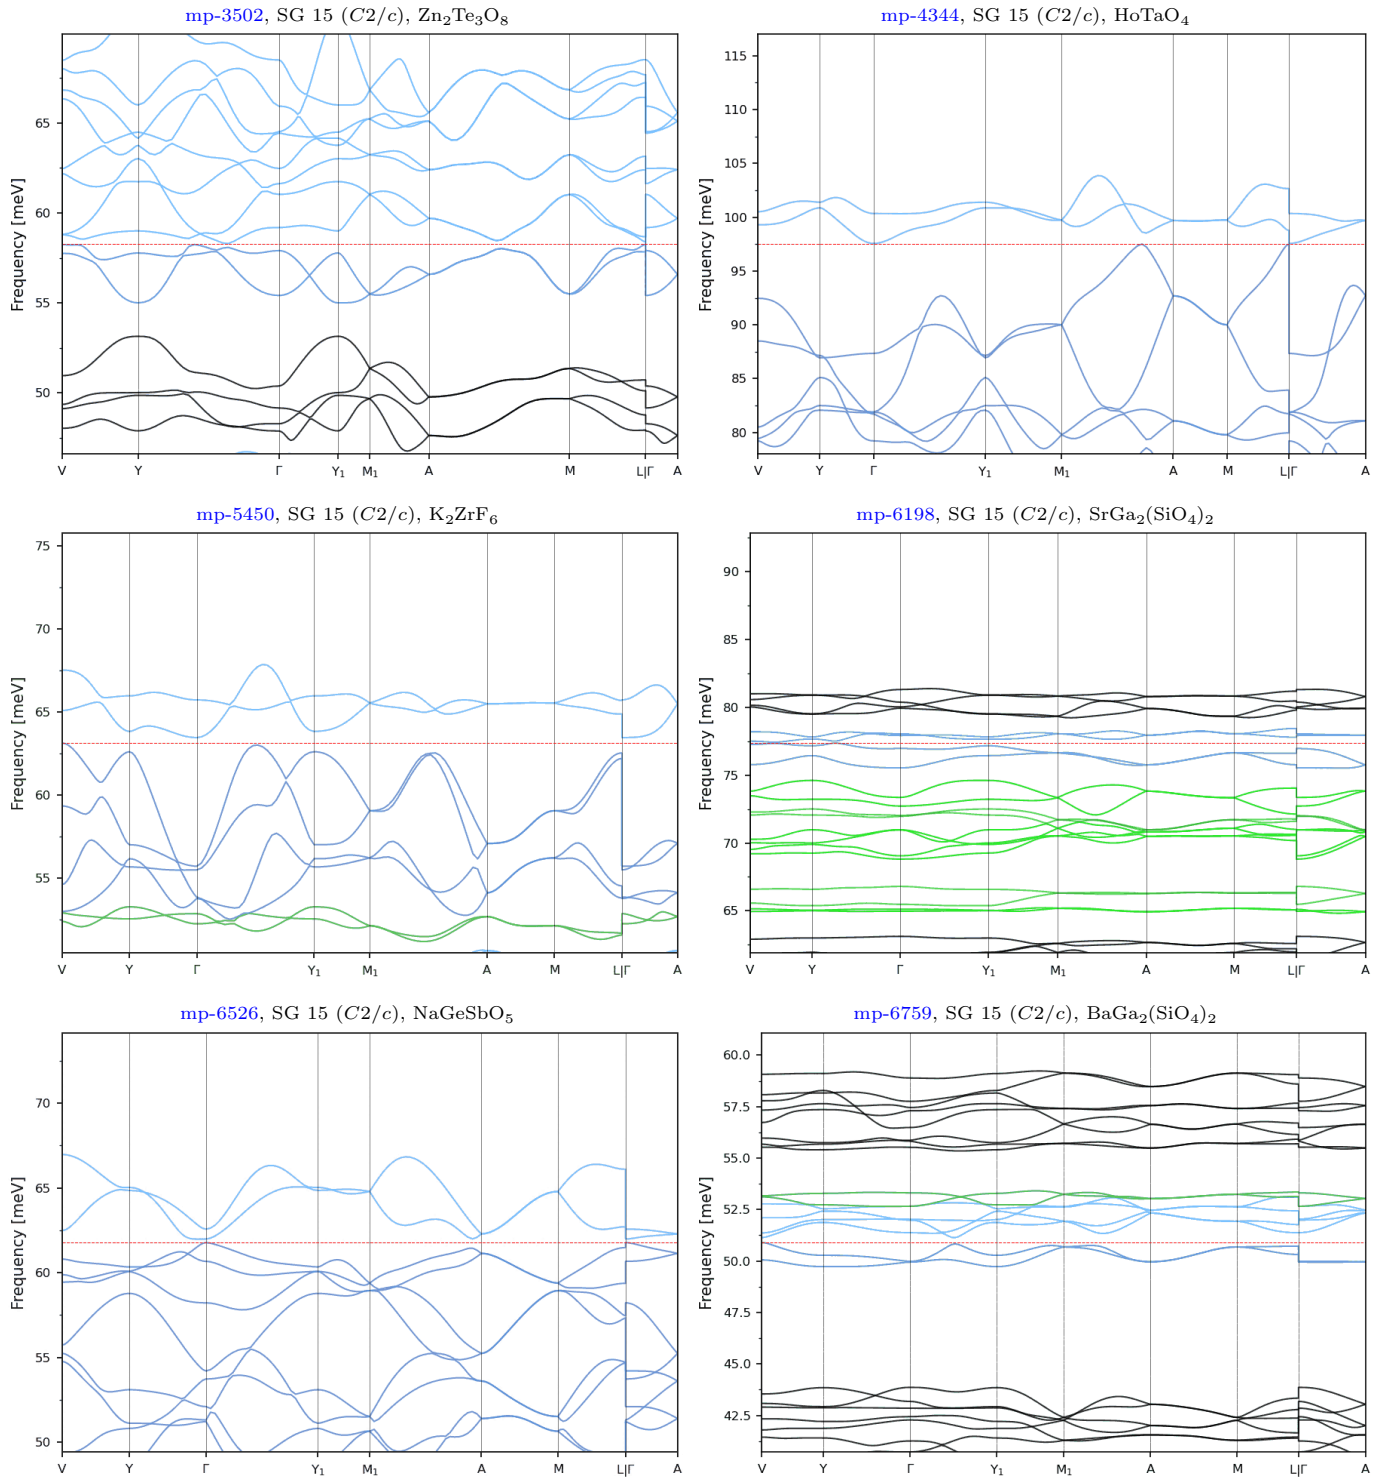 mp-3502, SG 15 (C2/c), Zn₂Te₃O₈
Frequency [meV]
65
60
55
50
V Y Γ Y₁ M₁ A M L|Γ A
mp-4344, SG 15 (C2/c), HoTaO₄
Frequency [meV]
115
110
105
100
95
90
85
80
V Y Γ Y₁ M₁ A M L|Γ A
mp-5450, SG 15 (C2/c), K₂ZrF₆
Frequency [meV]
75
70
65
60
55
V Y Γ Y₁ M₁ A M L|Γ A
mp-6198, SG 15 (C2/c), SrGa₂(SiO₄)₂
Frequency [meV]
90
85
80
75
70
65
V Y Γ Y₁ M₁ A M L|Γ A
mp-6526, SG 15 (C2/c), NaGeSbO₅
Frequency [meV]
70
65
60
55
50
V Y Γ Y₁ M₁ A M L|Γ A
mp-6759, SG 15 (C2/c), BaGa₂(SiO₄)₂
Frequency [meV]
60.0
57.5
55.0
52.5
50.0
47.5
45.0
42.5
V Y Γ Y₁ M₁ A M L|Γ A